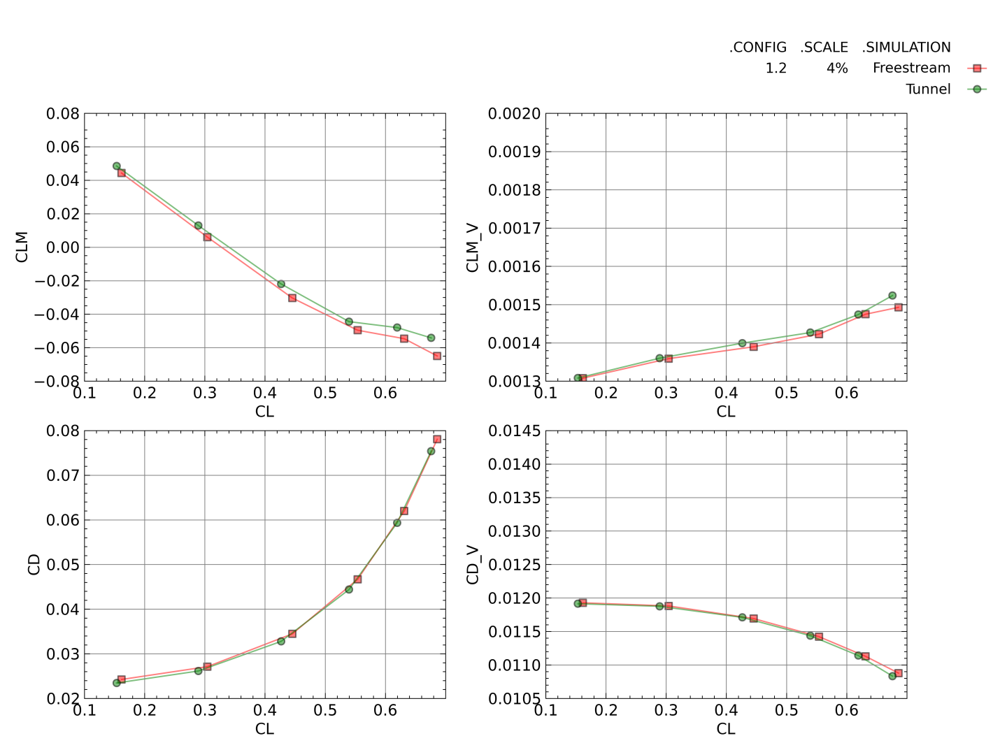 .CONFIG .SCALE .SIMULATION
1.2 4% Freestream
Tunnel
0.08
0.06
0.04
0.02
0.00
−0.02
−0.04
−0.06
−0.08
CLM
0.1 0.2 0.3 0.4 0.5 0.6
CL
0.0020
0.0019
0.0018
0.0017
0.0016
0.0015
0.0014
0.0013
CLM_V
0.1 0.2 0.3 0.4 0.5 0.6
CL
0.08
0.07
0.06
0.05
0.04
0.03
0.02
CD
0.1 0.2 0.3 0.4 0.5 0.6
CL
0.0145
0.0140
0.0135
0.0130
0.0125
0.0120
0.0115
0.0110
0.0105
CD_V
0.1 0.2 0.3 0.4 0.5 0.6
CL